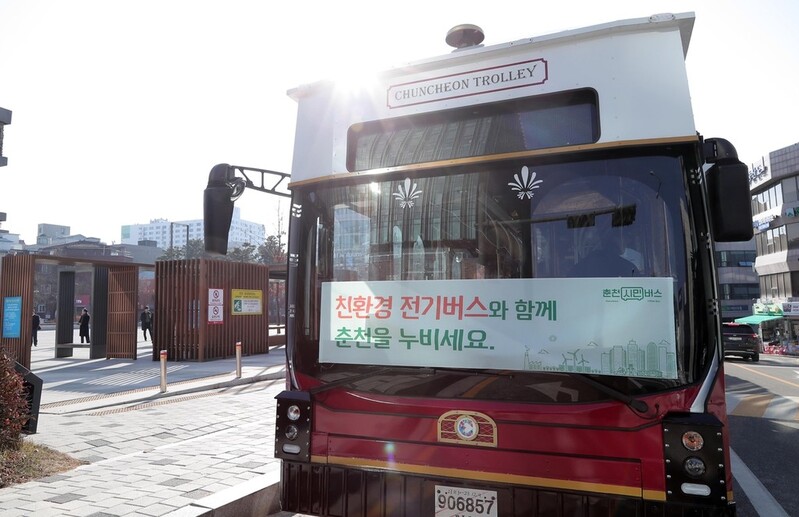 CHUNCHEON TROLLEY
친환경 전기버스와 함께
춘천을 누비세요.
춘천 시민 버스
906857